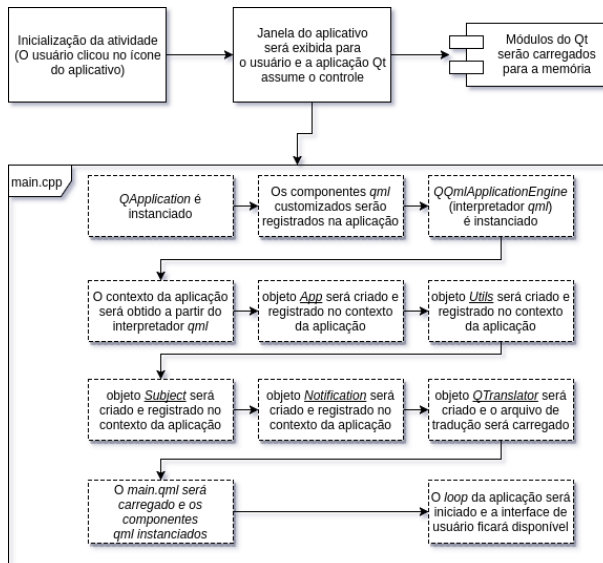 Inicialização da atividade
(O usuário clicou no ícone
do aplicativo)
Janela do aplicativo
será exibida para
o usuário e a aplicação Qt
assume o controle
Módulos do Qt
serão carregados
para a memória
main.cpp
QApplication é
instanciado
Os componentes qml
customizados serão
registrados na aplicação
QQmlApplicationEngine
(interpretador qml)
é instanciado
O contexto da aplicação
será obtido a partir do
interpretador qml
objeto App será criado e
registrado no contexto
da aplicação
objeto Utils será criado e
registrado no contexto
da aplicação
objeto Subject será
criado e registrado no
contexto da aplicação
objeto Notification será
criado e registrado no
contexto da aplicação
objeto QTranslator será
criado e o arquivo de
tradução será carregado
O main.qml será
carregado e os
componentes
qml instanciados
O loop da aplicação será
iniciado e a interface de
usuário ficará disponível